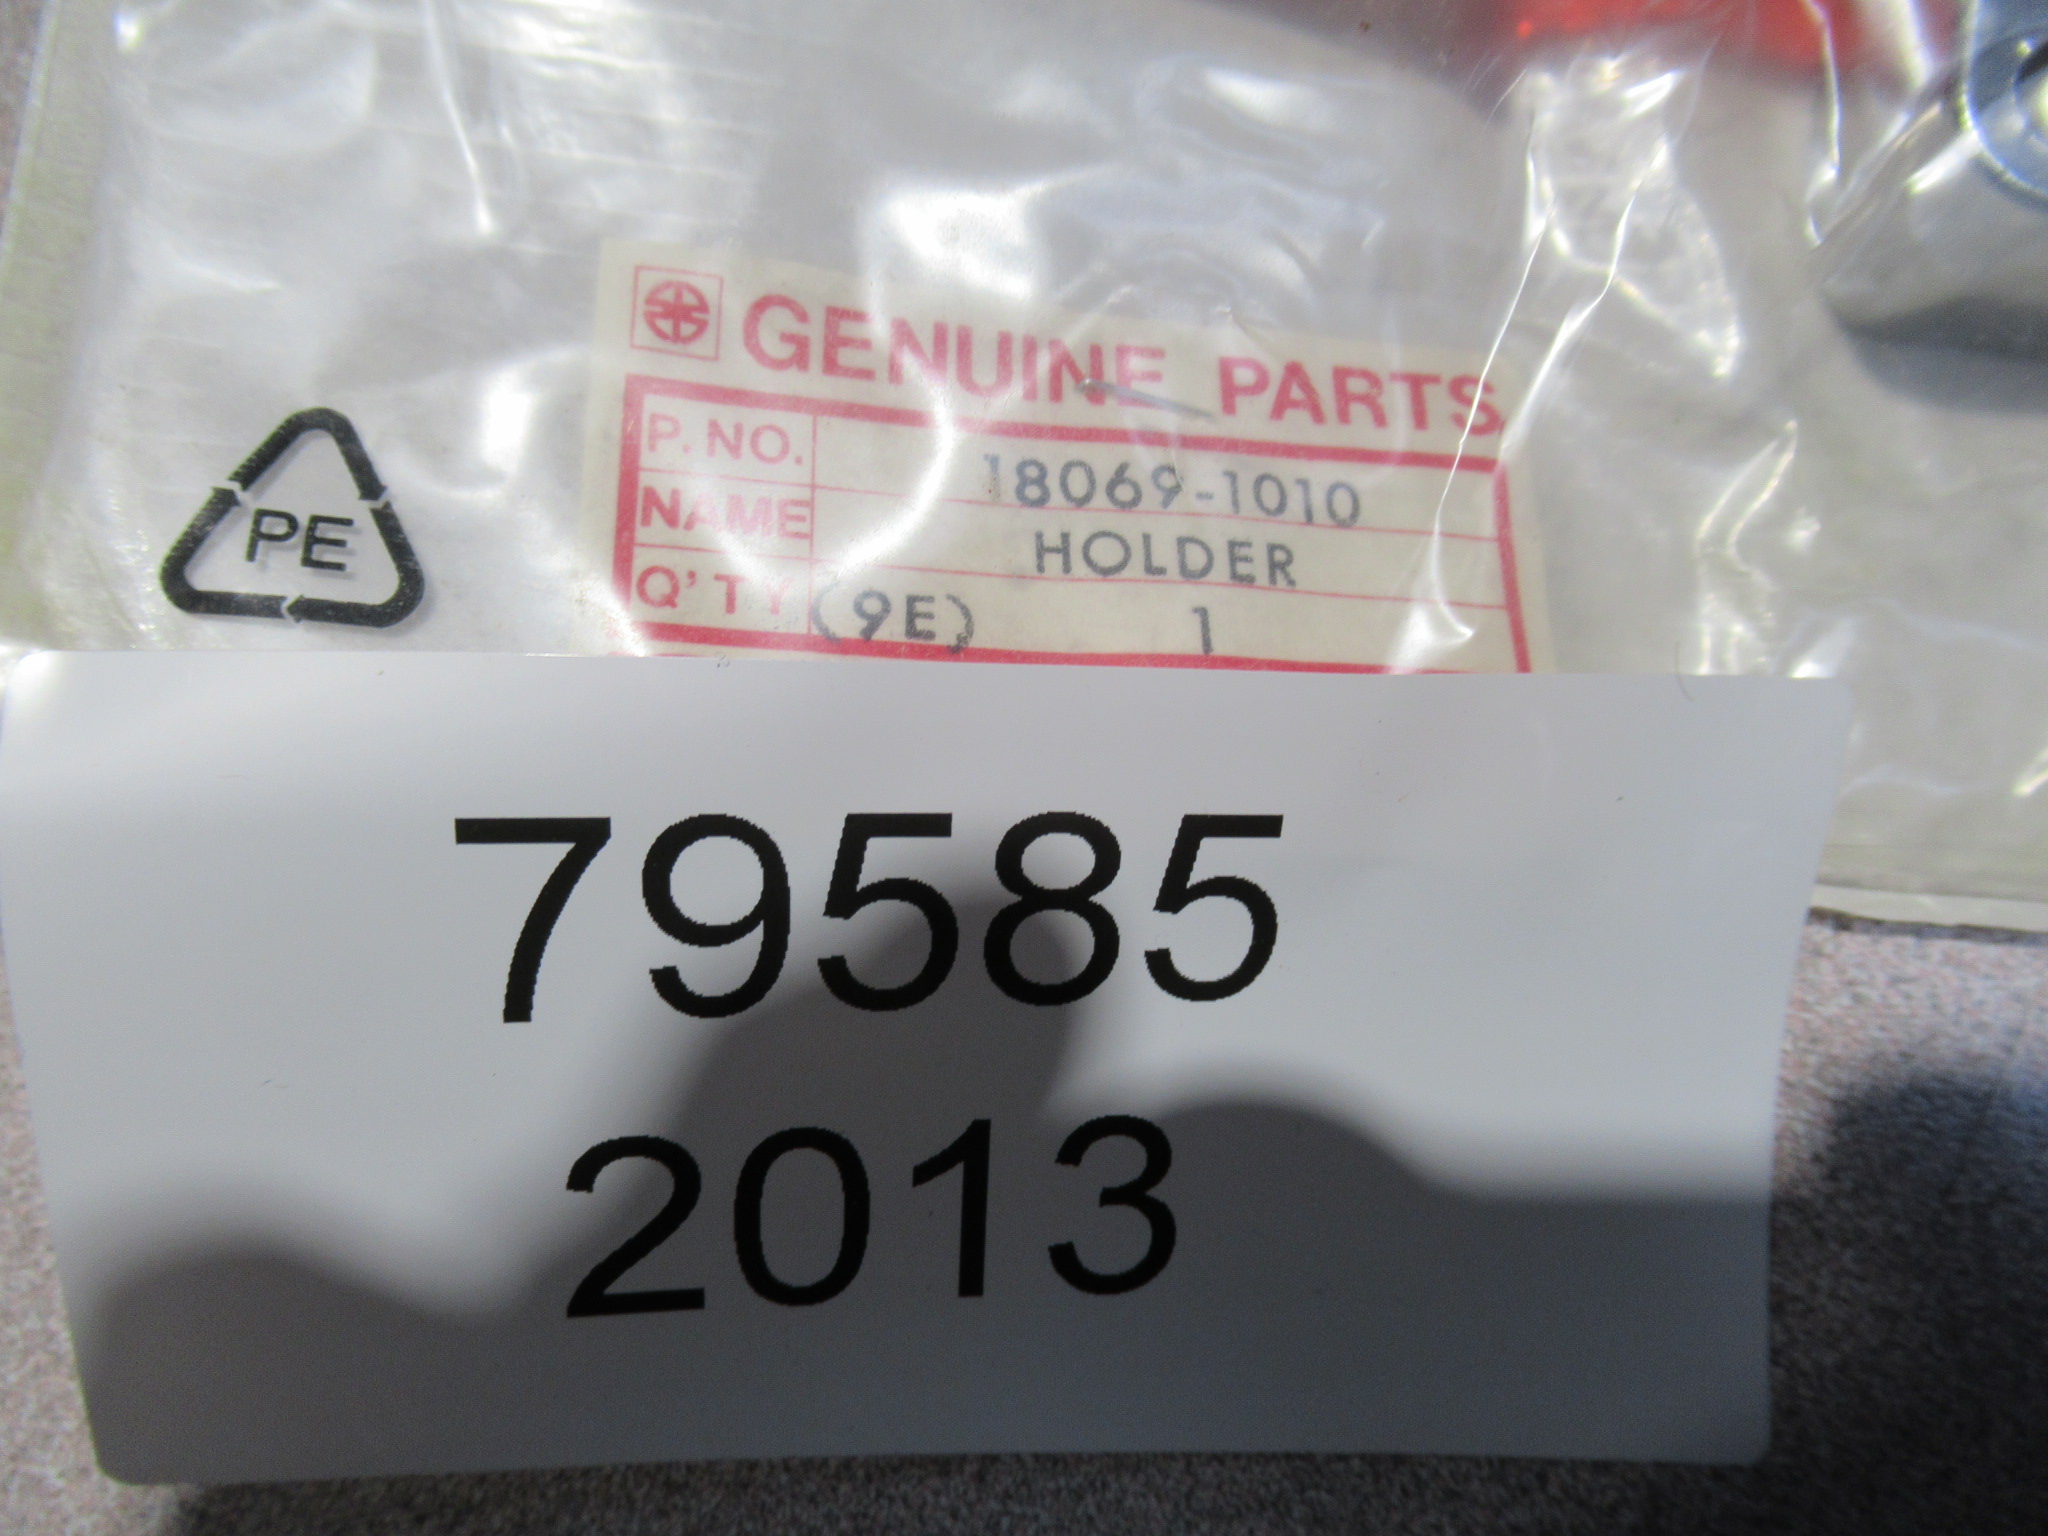 GENUINE PARTS
P. NO. 18069-1010
NAME HOLDER
Q'TY (9E) 1
PE
79585
2013